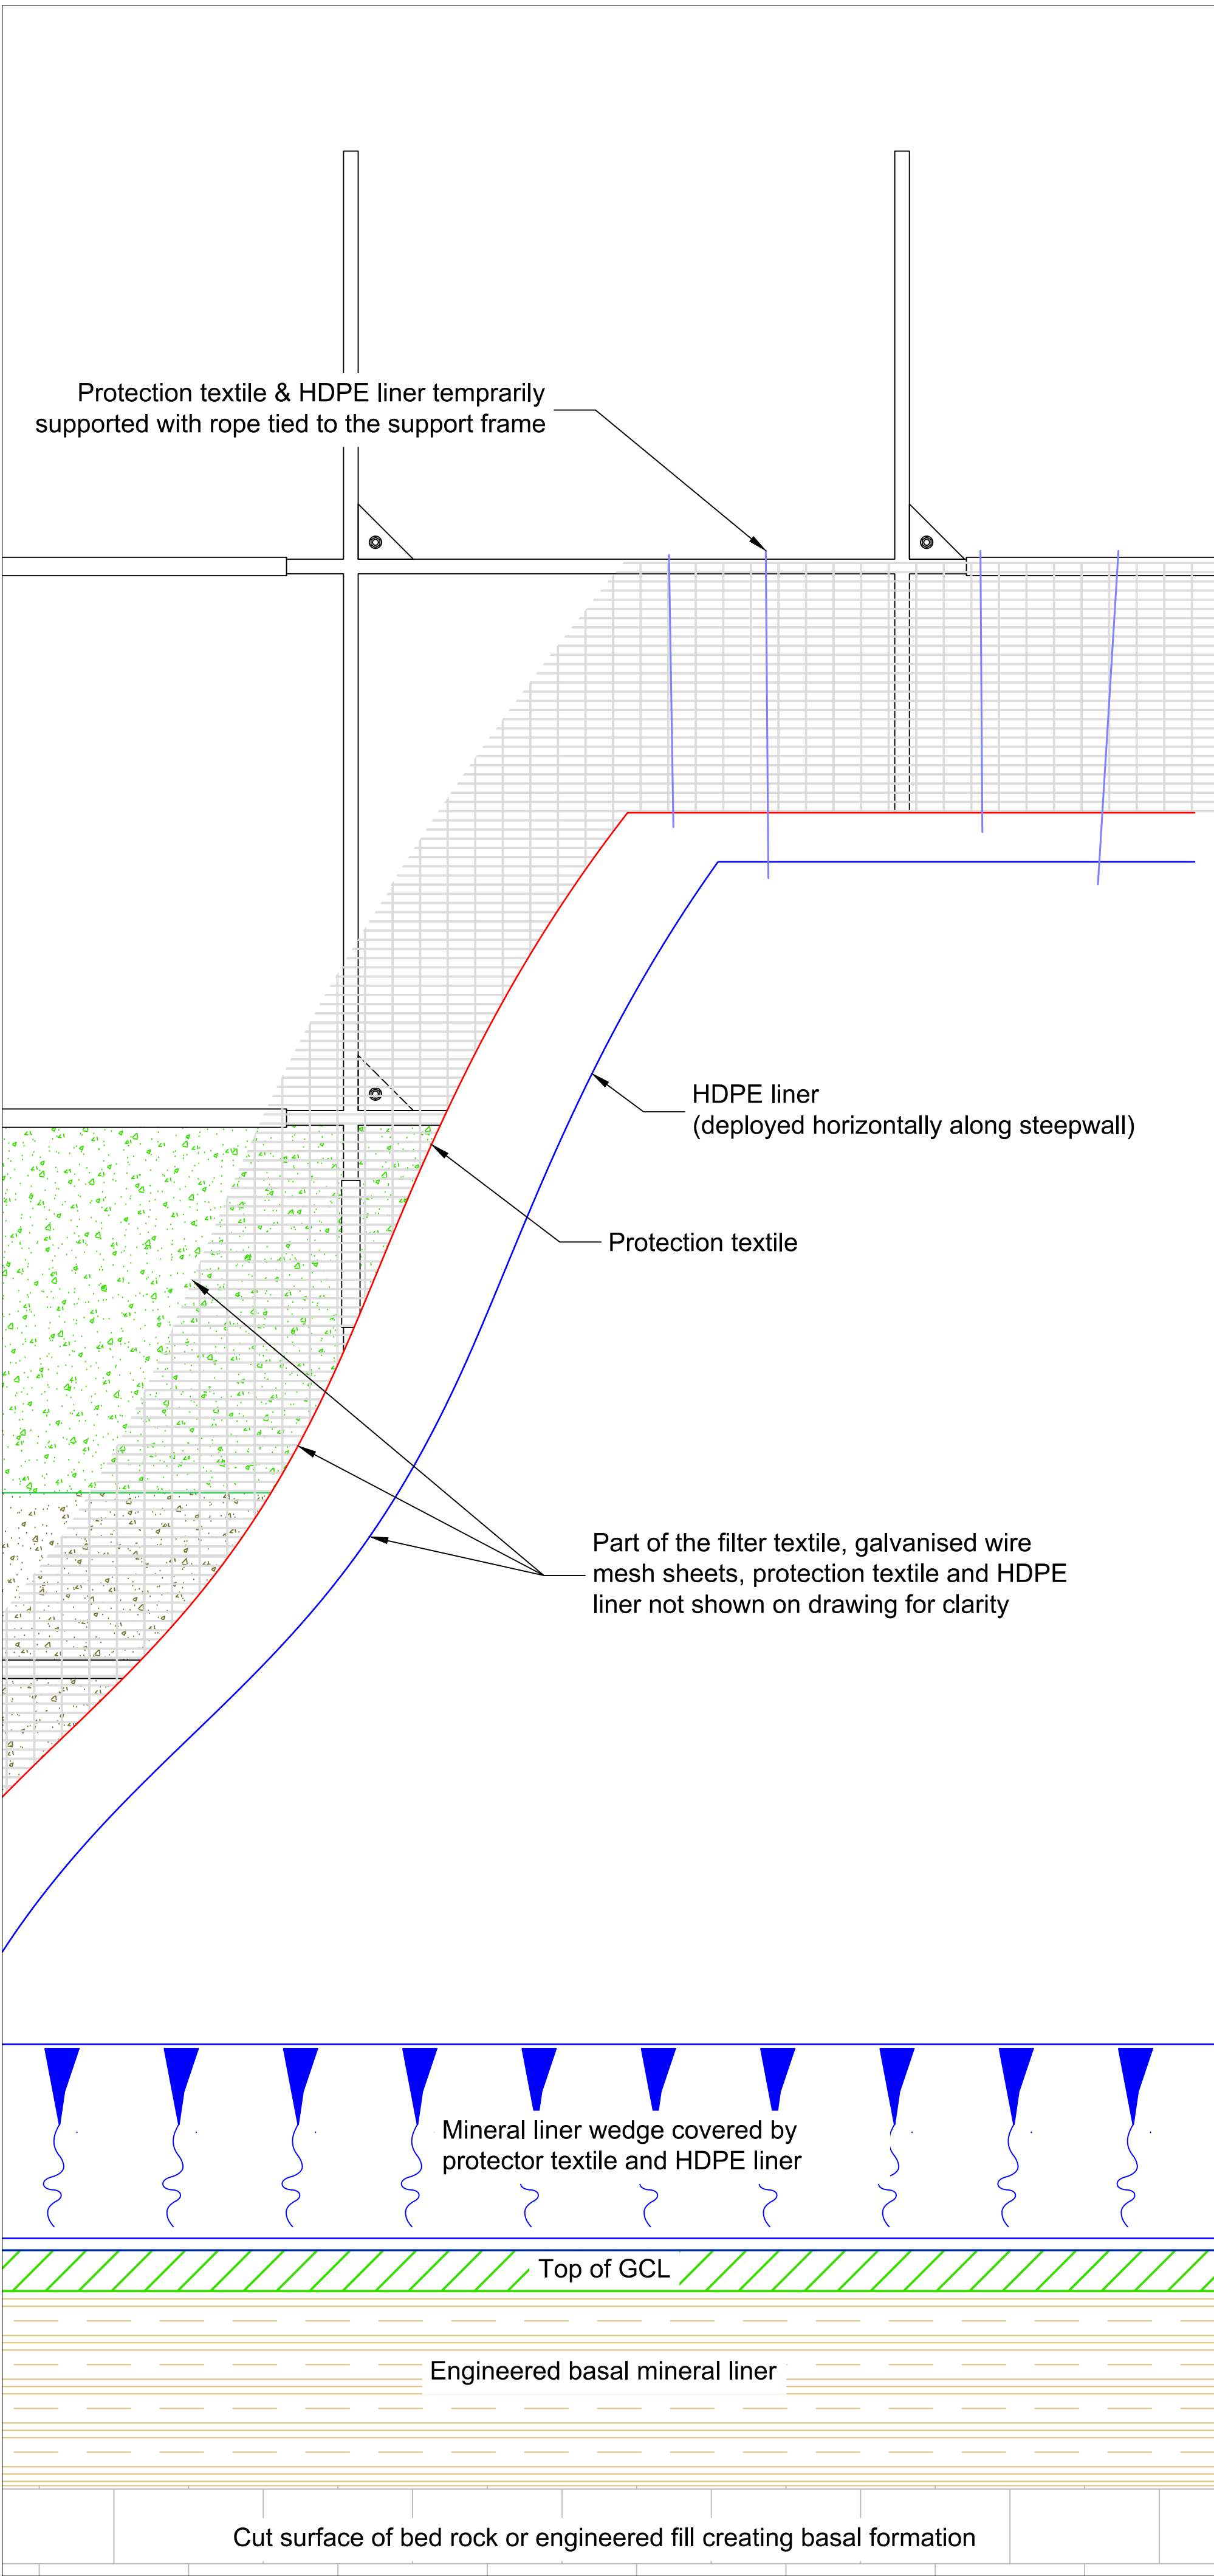 Protection textile & HDPE liner temprarily
supported with rope tied to the support frame
HDPE liner
(deployed horizontally along steepwall)
Protection textile
Part of the filter textile, galvanised wire
mesh sheets, protection textile and HDPE
liner not shown on drawing for clarity
Mineral liner wedge covered by
protector textile and HDPE liner
Top of GCL
Engineered basal mineral liner
Cut surface of bed rock or engineered fill creating basal formation